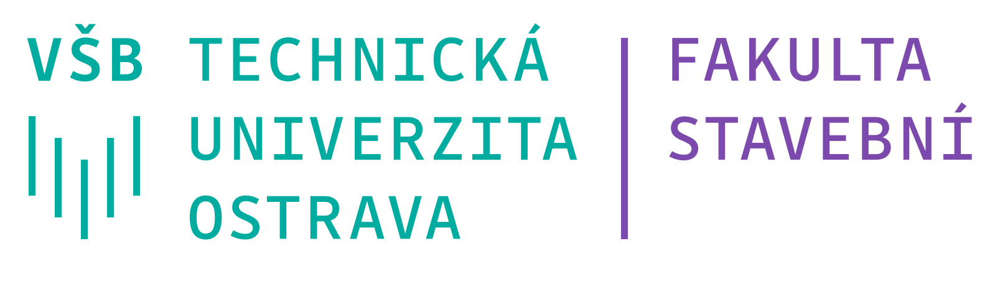 VŠB TECHNICKÁ
UNIVERZITA
OSTRAVA
FAKULTA
STAVEBNÍ